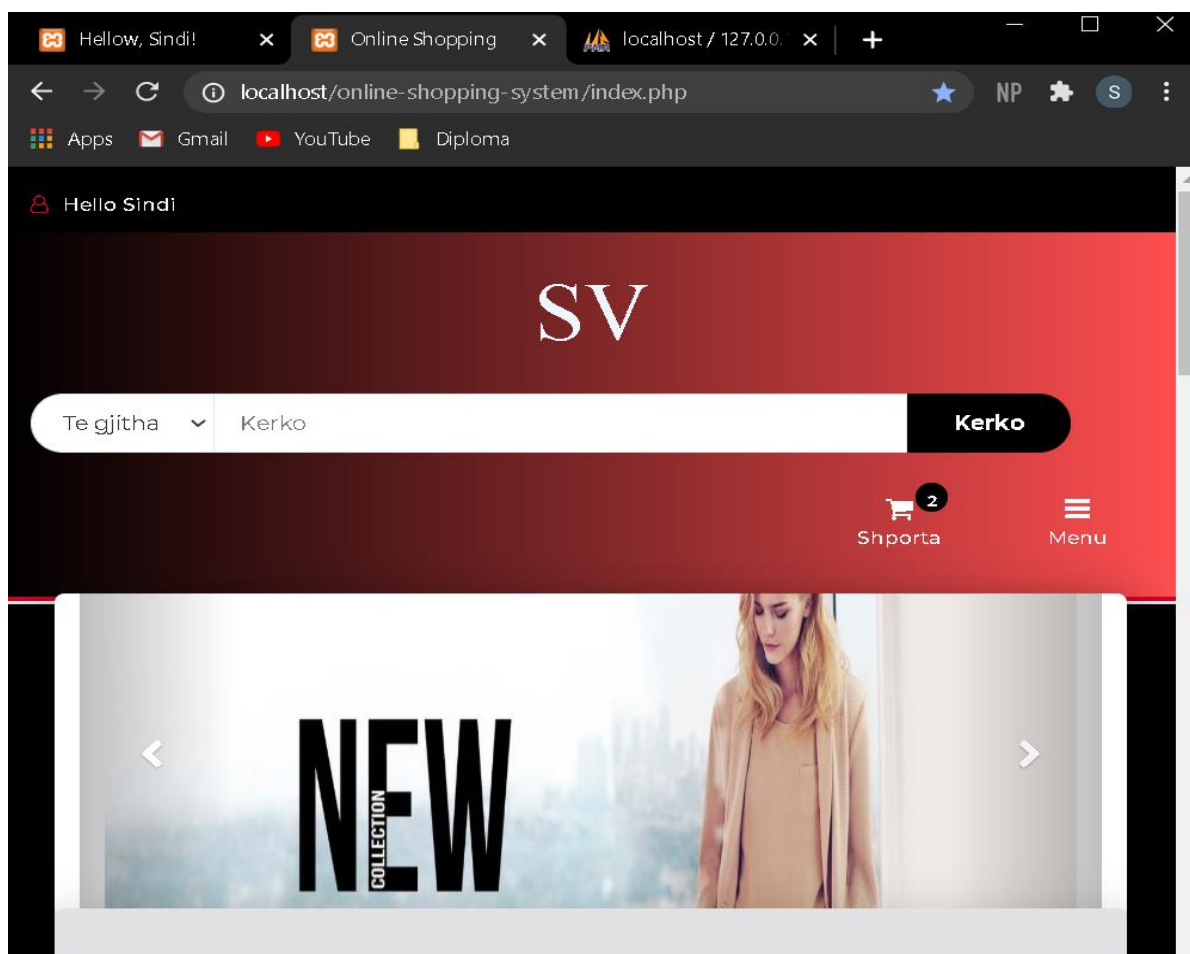 Hellow, Sindi! Online Shopping localhost / 127.0.0.
localhost/online-shopping-system/index.php NP S
Apps Gmail YouTube Diploma
Hello Sindi
SV
Te gjitha Kerko Kerko
2
Shporta Menu
NEW
COLLECTION